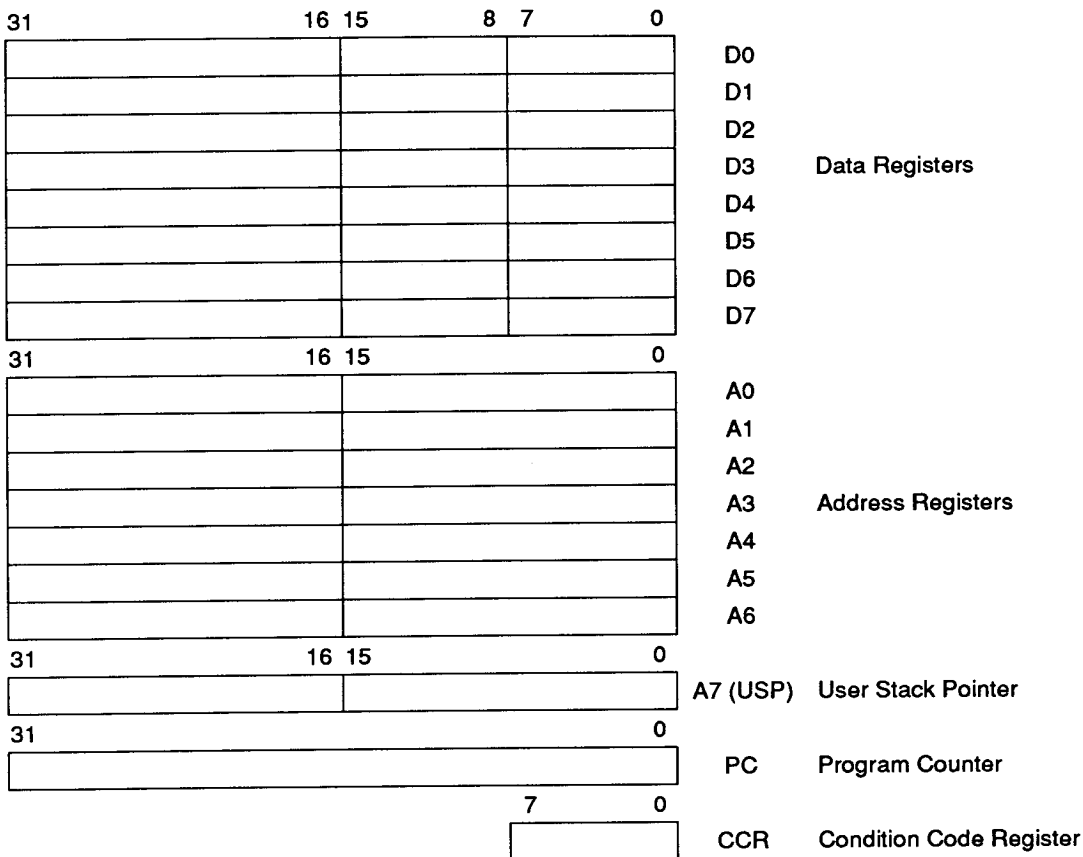 31 16 15 8 7 0
D0
D1
D2
D3 Data Registers
D4
D5
D6
D7
31 16 15 0
A0
A1
A2
A3 Address Registers
A4
A5
A6
31 16 15 0
A7 (USP) User Stack Pointer
31 0
PC Program Counter
7 0
CCR Condition Code Register